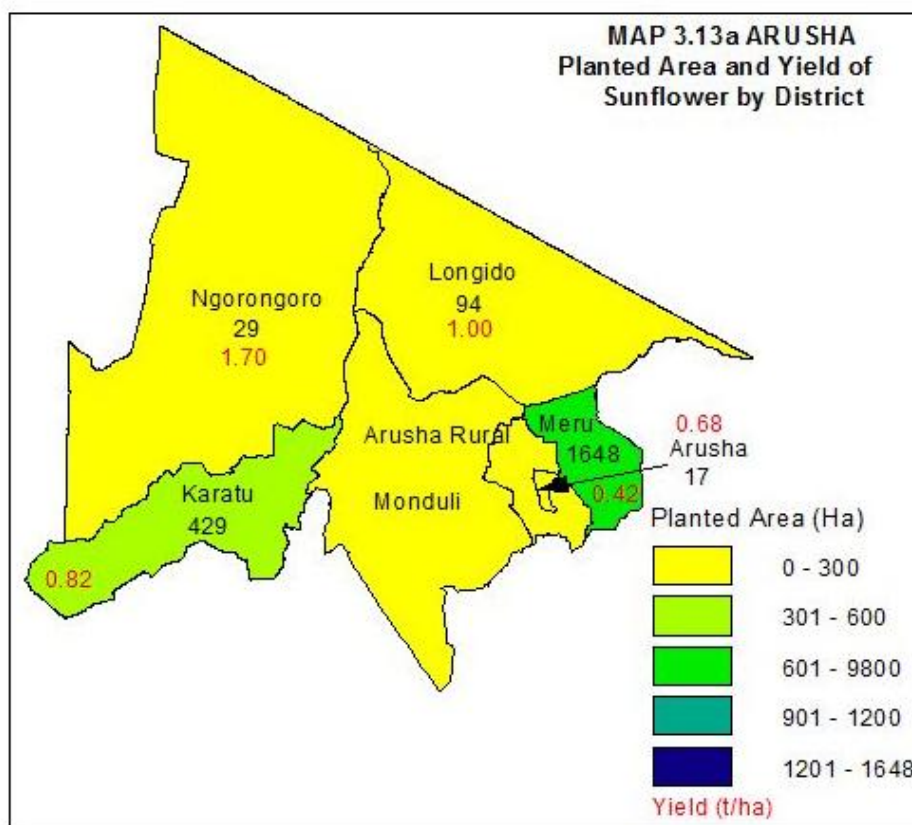 MAP 3.13a ARUSHA
Planted Area and Yield of
Sunflower by District
Longido
94
1.00
Ngorongoro
29
1.70
Meru
1648
0.42
0.68
Arusha
17
Arusha Rural
Monduli
Karatu
429
0.82
Planted Area (Ha)
0 - 300
301 - 600
601 - 9800
901 - 1200
1201 - 1648
Yield (t/ha)